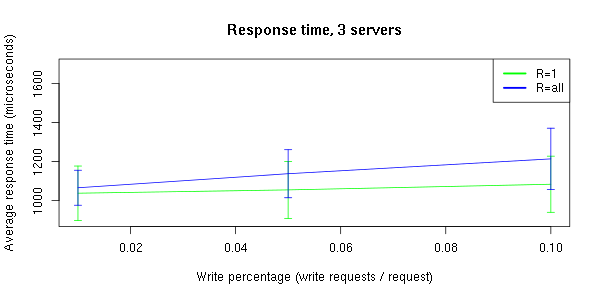 Response time, 3 servers
R=1
R=all
Average response time (microseconds)
1600
1400
1200
1000
0.02 0.04 0.06 0.08 0.10
Write percentage (write requests / request)